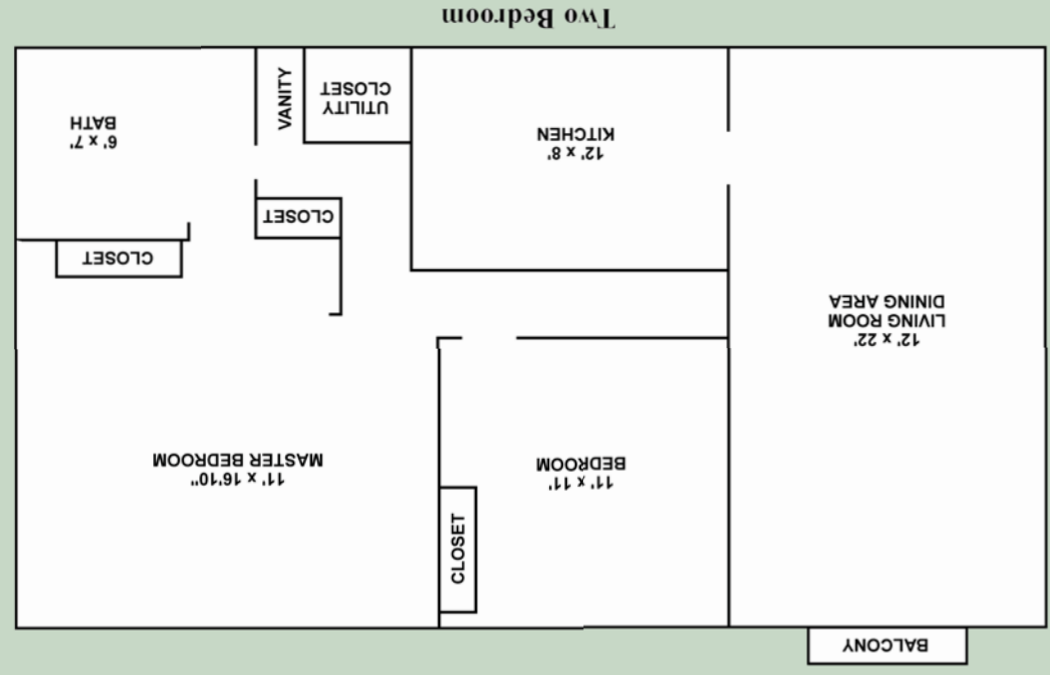 BALCONY
CLOSET
11' x 11'
BEDROOM
11' x 16'10"
MASTER BEDROOM
12' x 22'
LIVING ROOM
DINING AREA
CLOSET
CLOSET
12' x 8'
KITCHEN
6' x 7'
BATH
UTILITY
CLOSET
VANITY
Two Bedroom